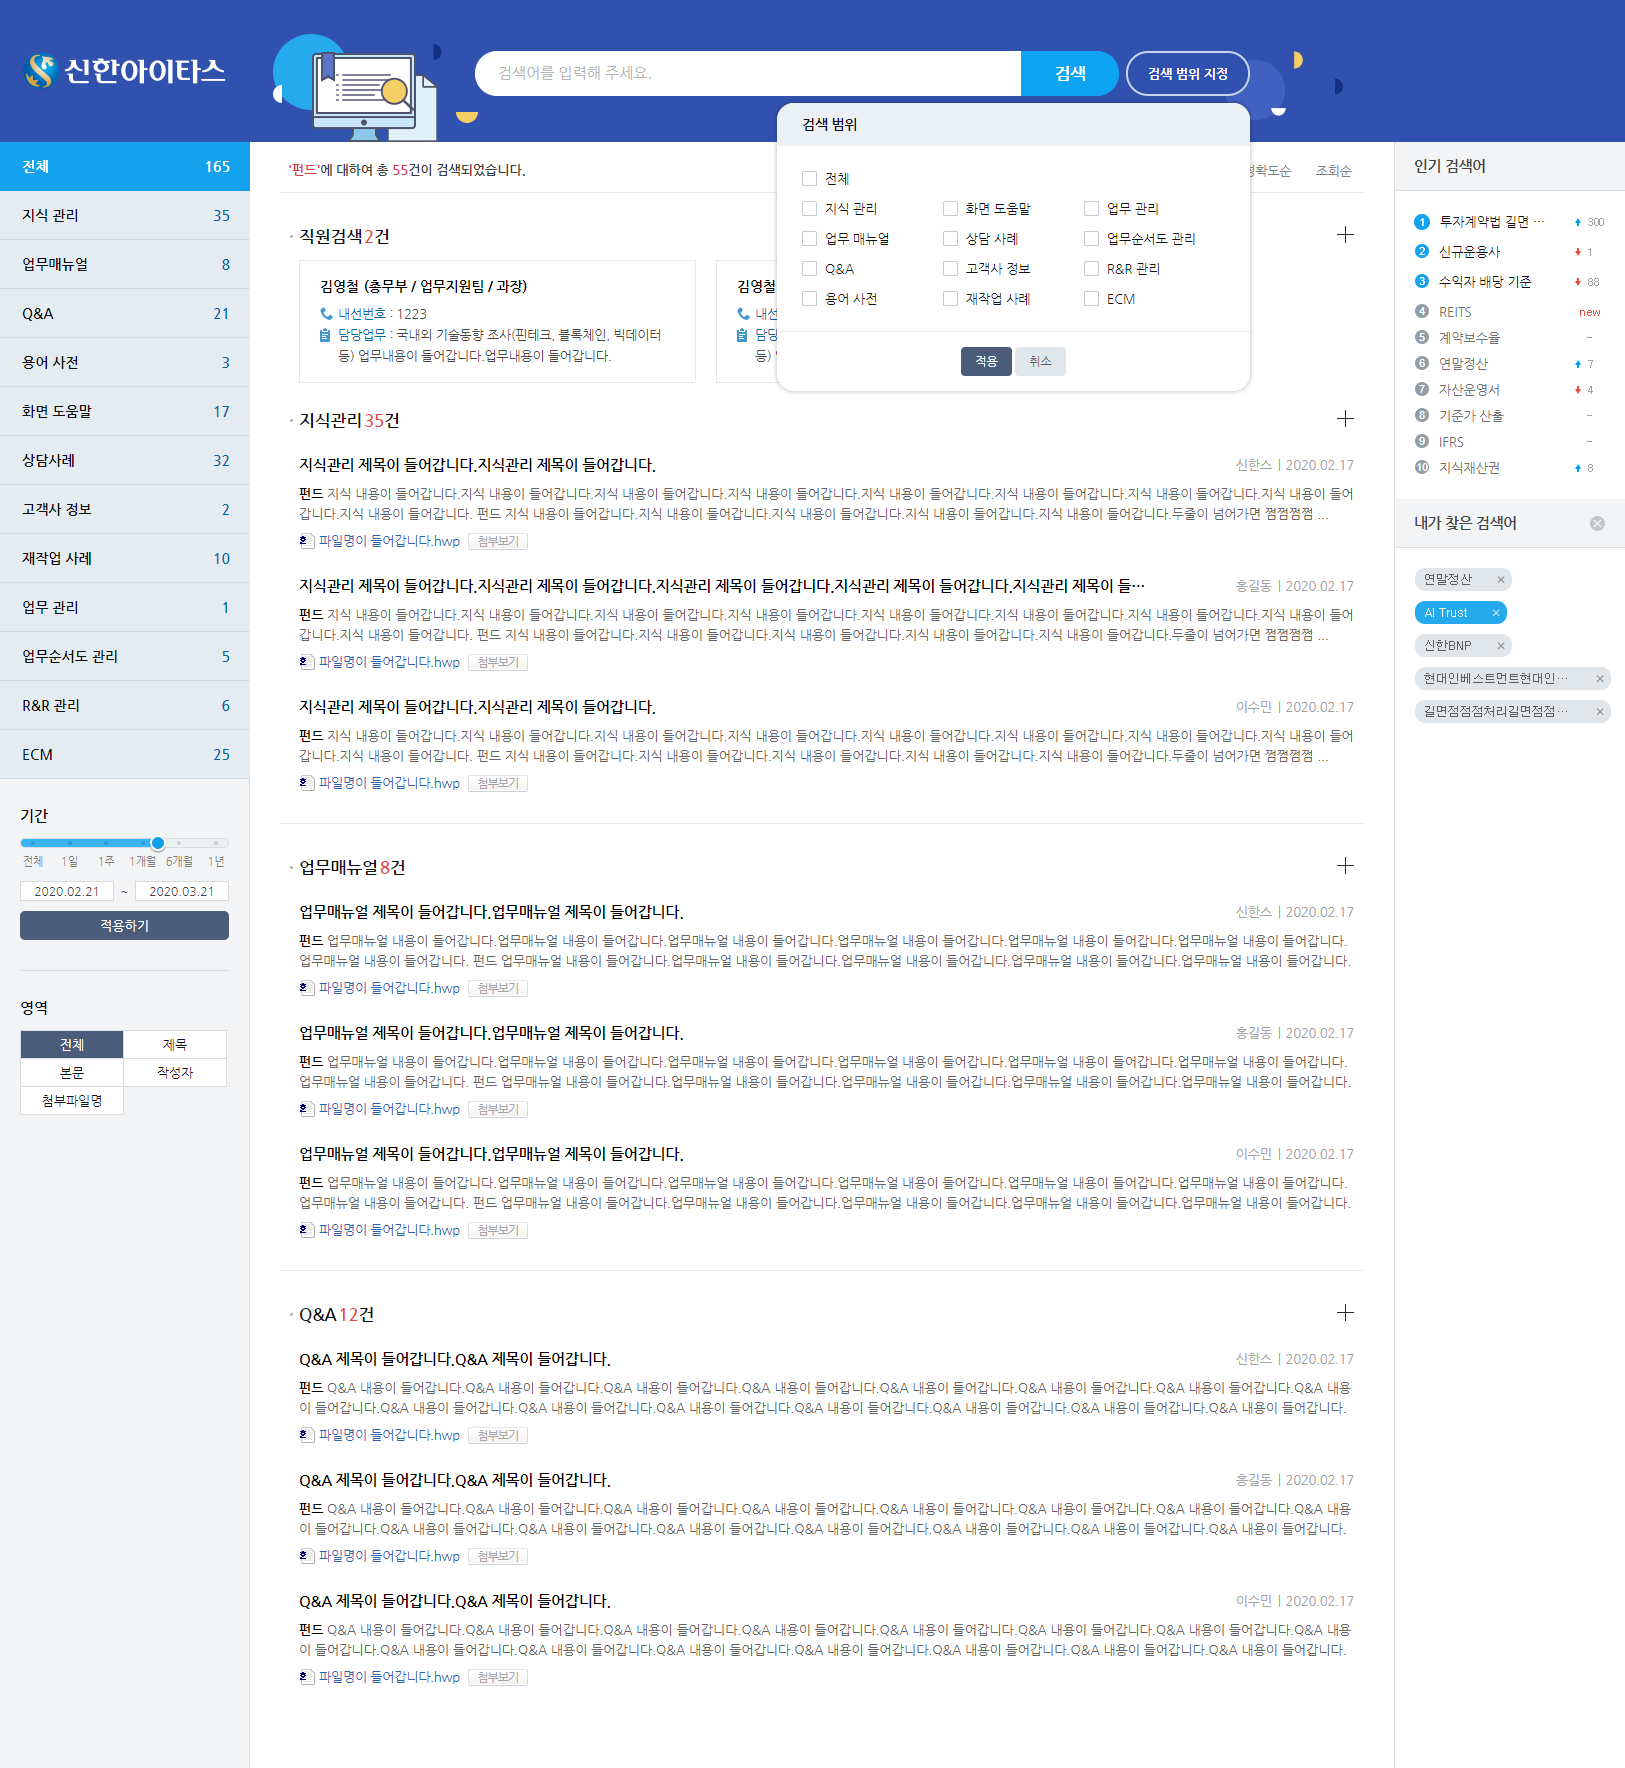 신한아이타스
검색어를 입력해 주세요.
검색
검색 범위 지정
검색 범위
전체
지식 관리
화면 도움말
업무 관리
업무 매뉴얼
상담 사례
업무순서도 관리
Q&A
고객사 정보
R&R 관리
용어 사전
재작업 사례
ECM
적용
취소
전체 165
지식 관리 35
업무매뉴얼 8
Q&A 21
용어 사전 3
화면 도움말 17
상담사례 32
고객사 정보 2
재작업 사례 10
업무 관리 1
업무순서도 관리 5
R&R 관리 6
ECM 25
기간
전체 1일 1주 1개월 6개월 1년
2020.02.21 ~ 2020.03.21
적용하기
영역
전체
제목
본문
작성자
첨부파일명
'펀드'에 대하여 총 55건이 검색되었습니다.
정확도순
조회순
직원검색 2건
김영철 (총무부 / 업무지원팀 / 과장)
내선번호 : 1223
담당업무 : 국내외 기술동향 조사(핀테크, 블록체인, 빅데이터
등) 업무내용이 들어갑니다.업무내용이 들어갑니다.
김영철
내선
담당
등)
지식관리 35건
지식관리 제목이 들어갑니다.지식관리 제목이 들어갑니다.
신한스 | 2020.02.17
펀드 지식 내용이 들어갑니다.지식 내용이 들어갑니다.지식 내용이 들어갑니다.지식 내용이 들어갑니다.지식 내용이 들어갑니다.지식 내용이 들어갑니다.지식 내용이 들어갑니다.지식 내용이 들어
갑니다.지식 내용이 들어갑니다. 펀드 지식 내용이 들어갑니다.지식 내용이 들어갑니다.지식 내용이 들어갑니다.지식 내용이 들어갑니다.지식 내용이 들어갑니다.두줄이 넘어가면 쩜쩜쩜쩜 ...
파일명이 들어갑니다.hwp 첨부보기
지식관리 제목이 들어갑니다.지식관리 제목이 들어갑니다.지식관리 제목이 들어갑니다.지식관리 제목이 들어갑니다.지식관리 제목이 들…
홍길동 | 2020.02.17
펀드 지식 내용이 들어갑니다.지식 내용이 들어갑니다.지식 내용이 들어갑니다.지식 내용이 들어갑니다.지식 내용이 들어갑니다.지식 내용이 들어갑니다.지식 내용이 들어갑니다.지식 내용이 들어
갑니다.지식 내용이 들어갑니다. 펀드 지식 내용이 들어갑니다.지식 내용이 들어갑니다.지식 내용이 들어갑니다.지식 내용이 들어갑니다.지식 내용이 들어갑니다.두줄이 넘어가면 쩜쩜쩜쩜 ...
파일명이 들어갑니다.hwp 첨부보기
지식관리 제목이 들어갑니다.지식관리 제목이 들어갑니다.
이수민 | 2020.02.17
펀드 지식 내용이 들어갑니다.지식 내용이 들어갑니다.지식 내용이 들어갑니다.지식 내용이 들어갑니다.지식 내용이 들어갑니다.지식 내용이 들어갑니다.지식 내용이 들어갑니다.지식 내용이 들어
갑니다.지식 내용이 들어갑니다. 펀드 지식 내용이 들어갑니다.지식 내용이 들어갑니다.지식 내용이 들어갑니다.지식 내용이 들어갑니다.지식 내용이 들어갑니다.두줄이 넘어가면 쩜쩜쩜쩜 ...
파일명이 들어갑니다.hwp 첨부보기
업무매뉴얼 8건
업무매뉴얼 제목이 들어갑니다.업무매뉴얼 제목이 들어갑니다.
신한스 | 2020.02.17
펀드 업무매뉴얼 내용이 들어갑니다.업무매뉴얼 내용이 들어갑니다.업무매뉴얼 내용이 들어갑니다.업무매뉴얼 내용이 들어갑니다.업무매뉴얼 내용이 들어갑니다.업무매뉴얼 내용이 들어갑니다.
업무매뉴얼 내용이 들어갑니다. 펀드 업무매뉴얼 내용이 들어갑니다.업무매뉴얼 내용이 들어갑니다.업무매뉴얼 내용이 들어갑니다.업무매뉴얼 내용이 들어갑니다.업무매뉴얼 내용이 들어갑니다.
파일명이 들어갑니다.hwp 첨부보기
업무매뉴얼 제목이 들어갑니다.업무매뉴얼 제목이 들어갑니다.
홍길동 | 2020.02.17
펀드 업무매뉴얼 내용이 들어갑니다.업무매뉴얼 내용이 들어갑니다.업무매뉴얼 내용이 들어갑니다.업무매뉴얼 내용이 들어갑니다.업무매뉴얼 내용이 들어갑니다.업무매뉴얼 내용이 들어갑니다.
업무매뉴얼 내용이 들어갑니다. 펀드 업무매뉴얼 내용이 들어갑니다.업무매뉴얼 내용이 들어갑니다.업무매뉴얼 내용이 들어갑니다.업무매뉴얼 내용이 들어갑니다.업무매뉴얼 내용이 들어갑니다.
파일명이 들어갑니다.hwp 첨부보기
업무매뉴얼 제목이 들어갑니다.업무매뉴얼 제목이 들어갑니다.
이수민 | 2020.02.17
펀드 업무매뉴얼 내용이 들어갑니다.업무매뉴얼 내용이 들어갑니다.업무매뉴얼 내용이 들어갑니다.업무매뉴얼 내용이 들어갑니다.업무매뉴얼 내용이 들어갑니다.업무매뉴얼 내용이 들어갑니다.
업무매뉴얼 내용이 들어갑니다. 펀드 업무매뉴얼 내용이 들어갑니다.업무매뉴얼 내용이 들어갑니다.업무매뉴얼 내용이 들어갑니다.업무매뉴얼 내용이 들어갑니다.업무매뉴얼 내용이 들어갑니다.
파일명이 들어갑니다.hwp 첨부보기
Q&A 12건
Q&A 제목이 들어갑니다.Q&A 제목이 들어갑니다.
신한스 | 2020.02.17
펀드 Q&A 내용이 들어갑니다.Q&A 내용이 들어갑니다.Q&A 내용이 들어갑니다.Q&A 내용이 들어갑니다.Q&A 내용이 들어갑니다.Q&A 내용이 들어갑니다.Q&A 내용이 들어갑니다.Q&A 내용
이 들어갑니다.Q&A 내용이 들어갑니다.Q&A 내용이 들어갑니다.Q&A 내용이 들어갑니다.Q&A 내용이 들어갑니다.Q&A 내용이 들어갑니다.Q&A 내용이 들어갑니다.Q&A 내용이 들어갑니다.
파일명이 들어갑니다.hwp 첨부보기
Q&A 제목이 들어갑니다.Q&A 제목이 들어갑니다.
홍길동 | 2020.02.17
펀드 Q&A 내용이 들어갑니다.Q&A 내용이 들어갑니다.Q&A 내용이 들어갑니다.Q&A 내용이 들어갑니다.Q&A 내용이 들어갑니다.Q&A 내용이 들어갑니다.Q&A 내용이 들어갑니다.Q&A 내용
이 들어갑니다.Q&A 내용이 들어갑니다.Q&A 내용이 들어갑니다.Q&A 내용이 들어갑니다.Q&A 내용이 들어갑니다.Q&A 내용이 들어갑니다.Q&A 내용이 들어갑니다.Q&A 내용이 들어갑니다.
파일명이 들어갑니다.hwp 첨부보기
Q&A 제목이 들어갑니다.Q&A 제목이 들어갑니다.
이수민 | 2020.02.17
펀드 Q&A 내용이 들어갑니다.Q&A 내용이 들어갑니다.Q&A 내용이 들어갑니다.Q&A 내용이 들어갑니다.Q&A 내용이 들어갑니다.Q&A 내용이 들어갑니다.Q&A 내용이 들어갑니다.Q&A 내용
이 들어갑니다.Q&A 내용이 들어갑니다.Q&A 내용이 들어갑니다.Q&A 내용이 들어갑니다.Q&A 내용이 들어갑니다.Q&A 내용이 들어갑니다.Q&A 내용이 들어갑니다.Q&A 내용이 들어갑니다.
파일명이 들어갑니다.hwp 첨부보기
인기 검색어
1 투자계약법 길면 … 300
2 신규운용사 1
3 수익자 배당 기준 88
4 REITS new
5 계약보수율 -
6 연말정산 7
7 자산운영서 4
8 기준가 산출 -
9 IFRS -
10 지식재산권 8
내가 찾은 검색어
연말정산
AI Trust
신한BNP
현대인베스트먼트현대인…
길면점점점처리길면점점…